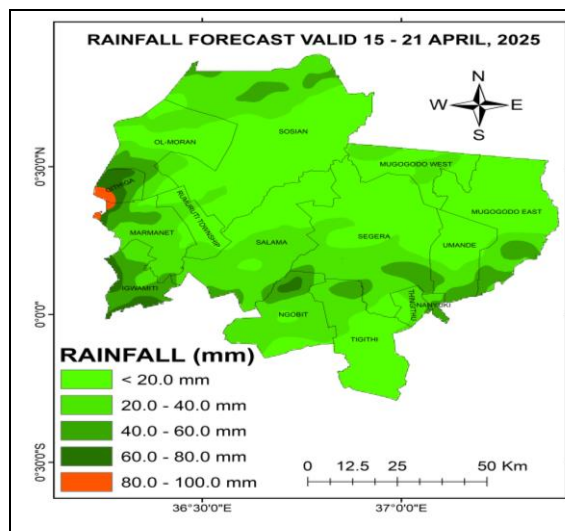 RAINFALL FORECAST VALID 15 - 21 APRIL, 2025
N
W E
S
OL-MORAN
SOSIAN
0°30'N
MUGOGODO WEST
GITHIGA
RUMURUTI TOWNSHIP
MUGOGODO EAST
MARMANET
SALAMA
SEGERA
UMANDE
IGWAMITI
THINGITHU
NANYUKI
0°0'
NGOBIT
TIGITHI
RAINFALL (mm)
< 20.0 mm
20.0 - 40.0 mm
40.0 - 60.0 mm
60.0 - 80.0 mm
80.0 - 100.0 mm
0 12.5 25 50 Km
0°30'S
36°30'0"E 37°0'0"E